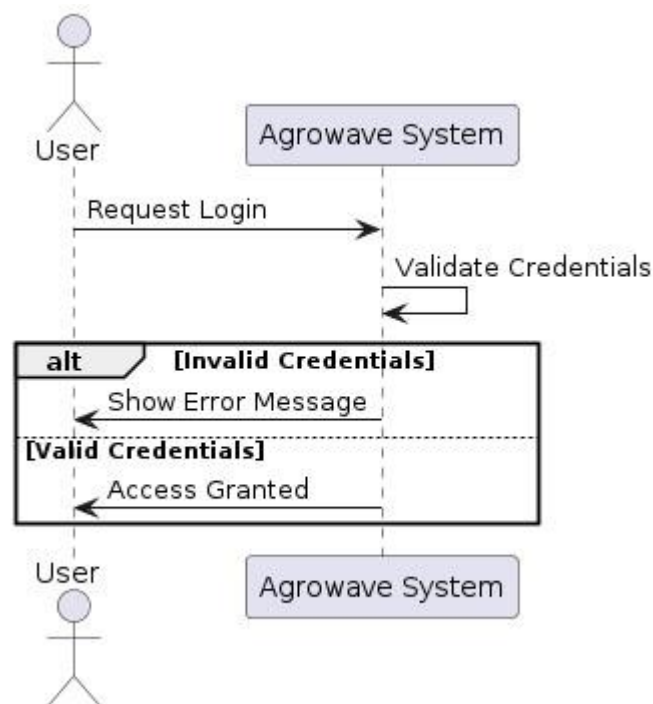 User
Agrowave System
Request Login
Validate Credentials
alt [Invalid Credentials]
Show Error Message
[Valid Credentials]
Access Granted
User
Agrowave System